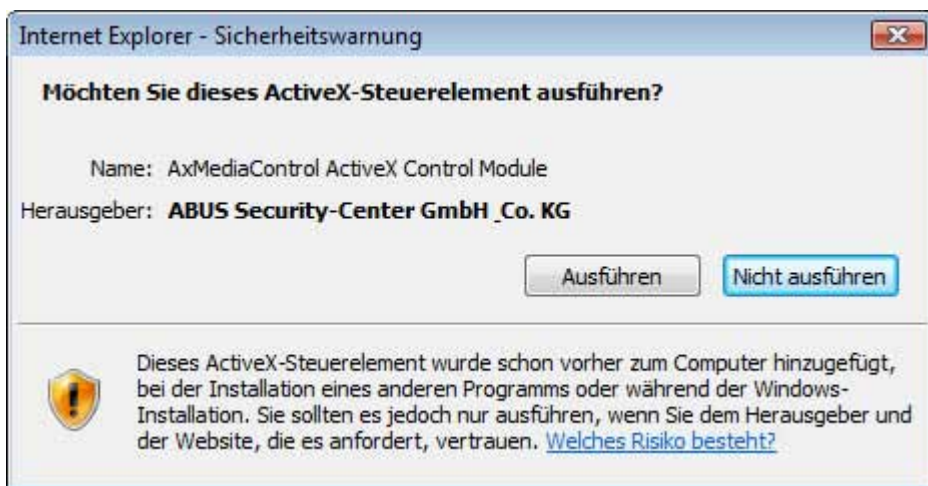 Internet Explorer - Sicherheitswarnung
Möchten Sie dieses ActiveX-Steuerelement ausführen?
Name: AxMediaControl ActiveX Control Module
Herausgeber: ABUS Security-Center GmbH_Co. KG
Ausführen Nicht ausführen
Dieses ActiveX-Steuerelement wurde schon vorher zum Computer hinzugefügt,
bei der Installation eines anderen Programms oder während der Windows-
Installation. Sie sollten es jedoch nur ausführen, wenn Sie dem Herausgeber und
der Website, die es anfordert, vertrauen. Welches Risiko besteht?